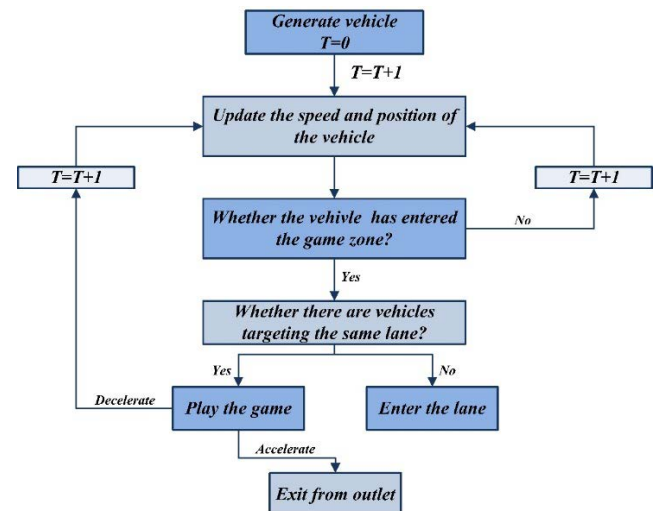 Generate vehicle
T=0
T=T+1
Update the speed and position of
the vehicle
T=T+1
T=T+1
Whether the vehivle has entered
the game zone?
No
Yes
Whether there are vehicles
targeting the same lane?
Yes
No
Decelerate
Play the game
Enter the lane
Accelerate
Exit from outlet